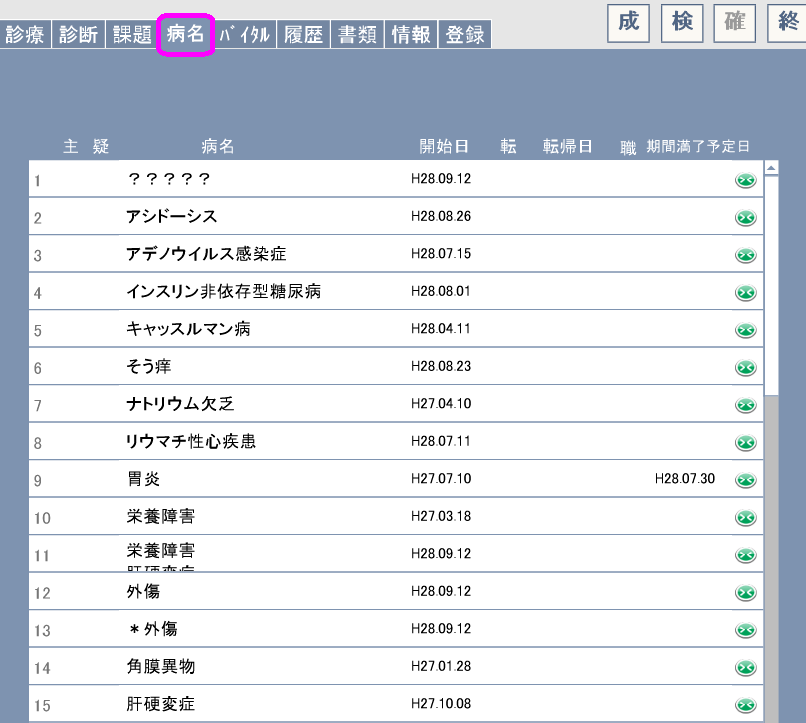 診療 診断 課題 病名 ﾊﾞｲﾀﾙ 履歴 書類 情報 登録 成 検 確 終
主 疑 病名 開始日 転 転帰日 職 期間満了予定日
1 ？？？？？ H28.09.12
2 アシドーシス H28.08.26
3 アデノウイルス感染症 H28.07.15
4 インスリン非依存型糖尿病 H28.08.01
5 キャッスルマン病 H28.04.11
6 そう痒 H28.08.23
7 ナトリウム欠乏 H27.04.10
8 リウマチ性心疾患 H28.07.11
9 胃炎 H27.07.10 H28.07.30
10 栄養障害 H27.03.18
11 栄養障害 H28.09.12
肝硬変症
12 外傷 H28.09.12
13 ＊外傷 H28.09.12
14 角膜異物 H27.01.28
15 肝硬変症 H27.10.08